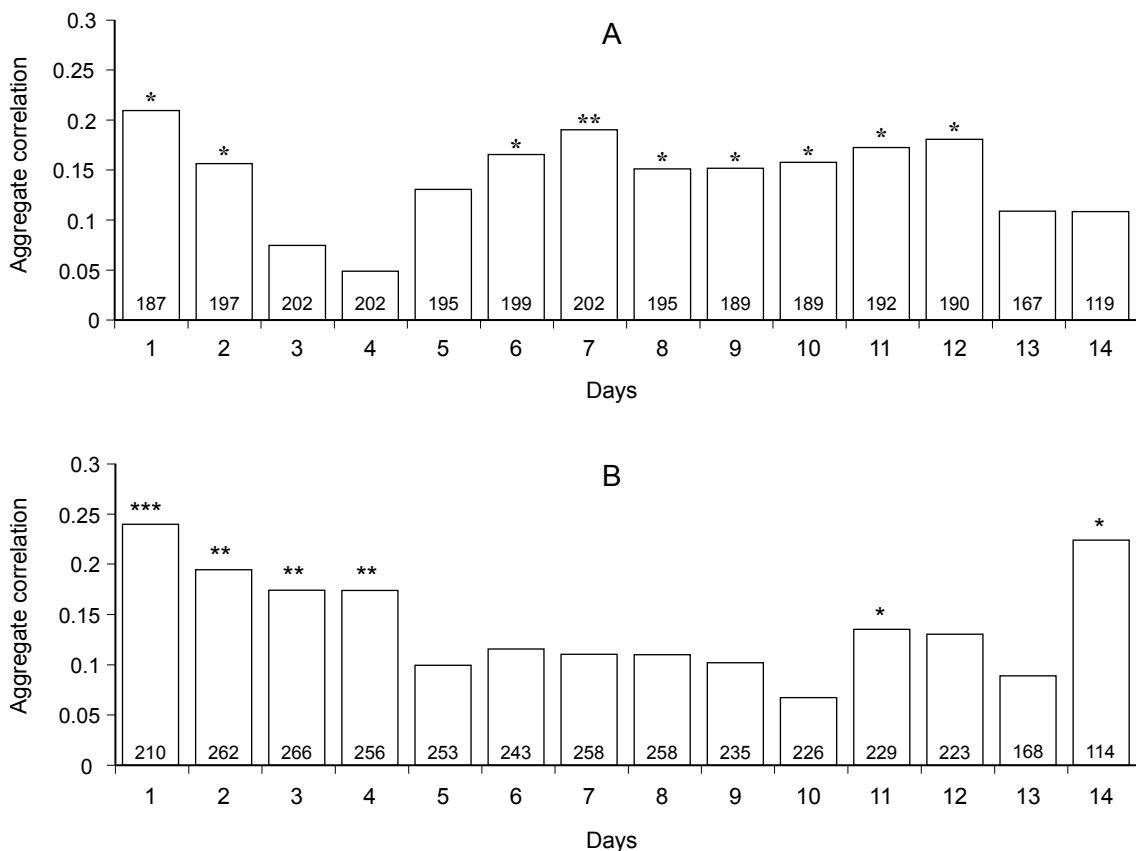 A
Aggregate correlation
0.3
0.25
0.2
0.15
0.1
0.05
0
* * * ** * * * * *
187 197 202 202 195 199 202 195 189 189 192 190 167 119
1 2 3 4 5 6 7 8 9 10 11 12 13 14
Days
B
Aggregate correlation
0.3
0.25
0.2
0.15
0.1
0.05
0
*** ** ** ** * *
210 262 266 256 253 243 258 258 235 226 229 223 168 114
1 2 3 4 5 6 7 8 9 10 11 12 13 14
Days